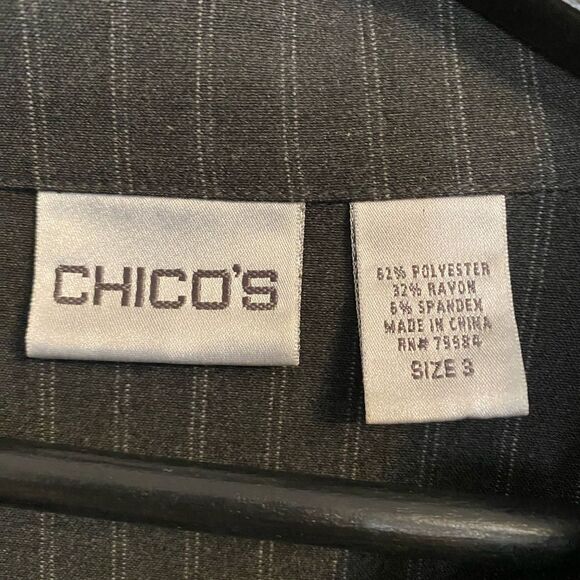 CHICO'S
62% POLYESTER
32% RAYON
6% SPANDEX
MADE IN CHINA
RN# 79984
SIZE 3